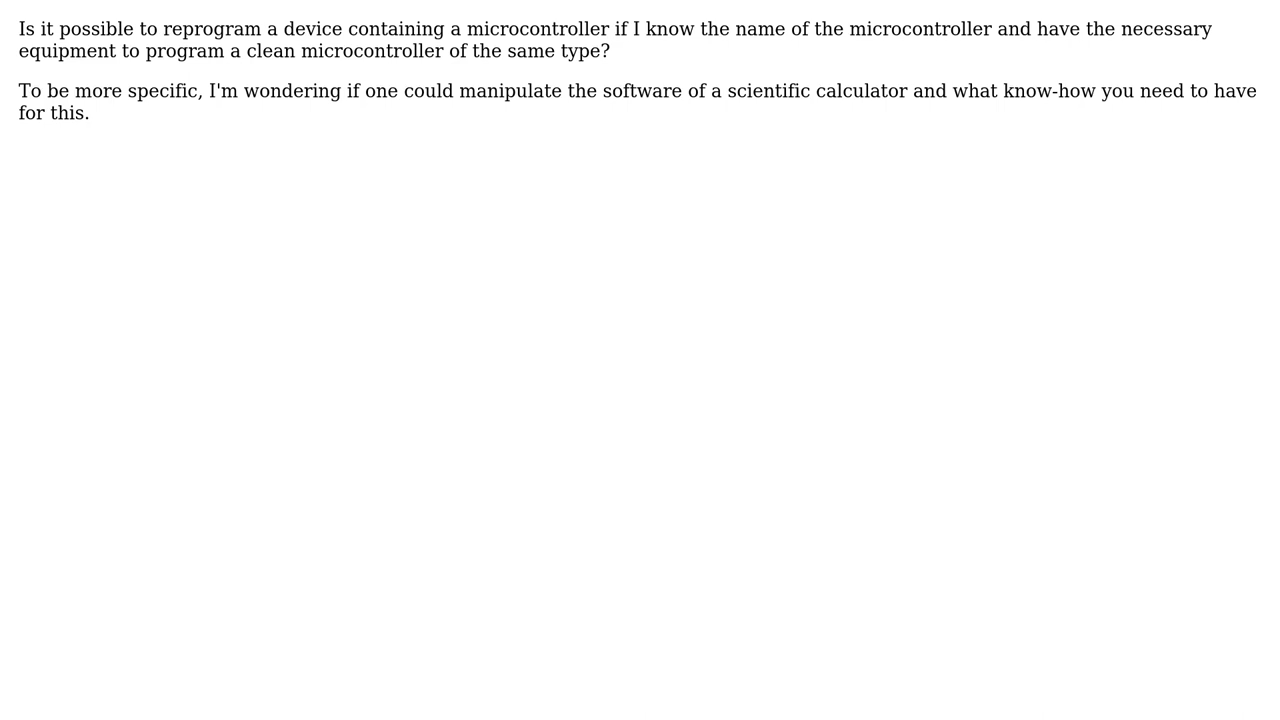 Is it possible to reprogram a device containing a microcontroller if I know the name of the microcontroller and have the necessary
equipment to program a clean microcontroller of the same type?
To be more specific, I'm wondering if one could manipulate the software of a scientific calculator and what know-how you need to have
for this.